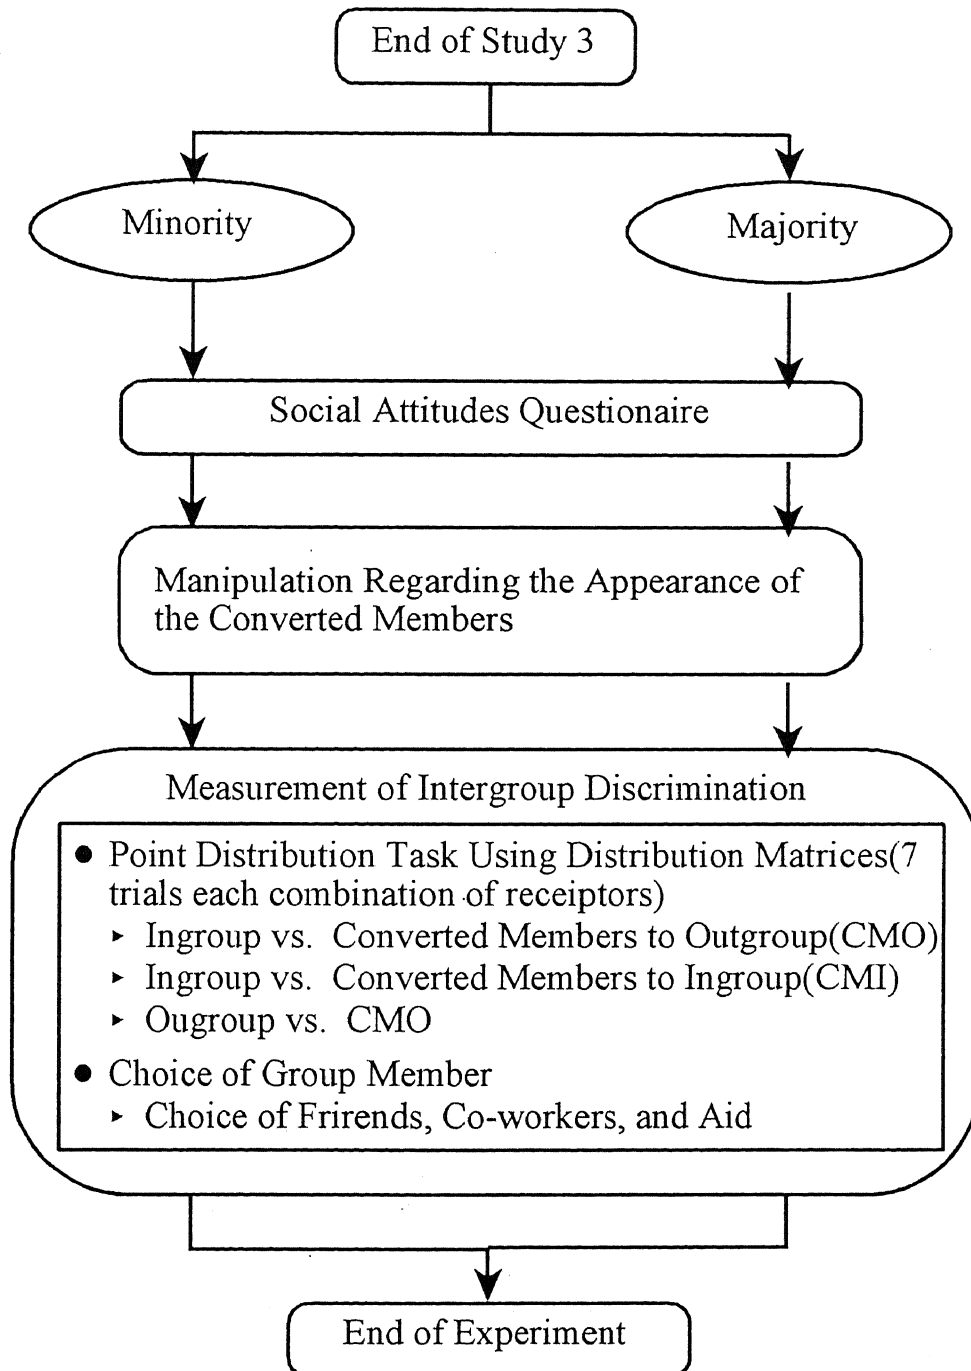 End of Study 3
Minority
Majority
Social Attitudes Questionaire
Manipulation Regarding the Appearance of
the Converted Members
Measurement of Intergroup Discrimination
● Point Distribution Task Using Distribution Matrices(7
trials each combination of receiptors)
▸ Ingroup vs. Converted Members to Outgroup(CMO)
▸ Ingroup vs. Converted Members to Ingroup(CMI)
▸ Ougroup vs. CMO
● Choice of Group Member
▸ Choice of Frirends, Co-workers, and Aid
End of Experiment